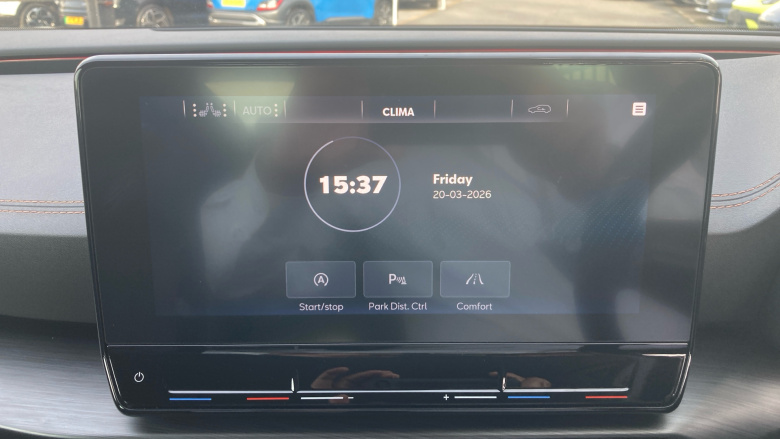 AUTO
CLIMA
15:37
Friday
20-03-2026
A
P
Start/stop
Park Dist. Ctrl
Comfort
+